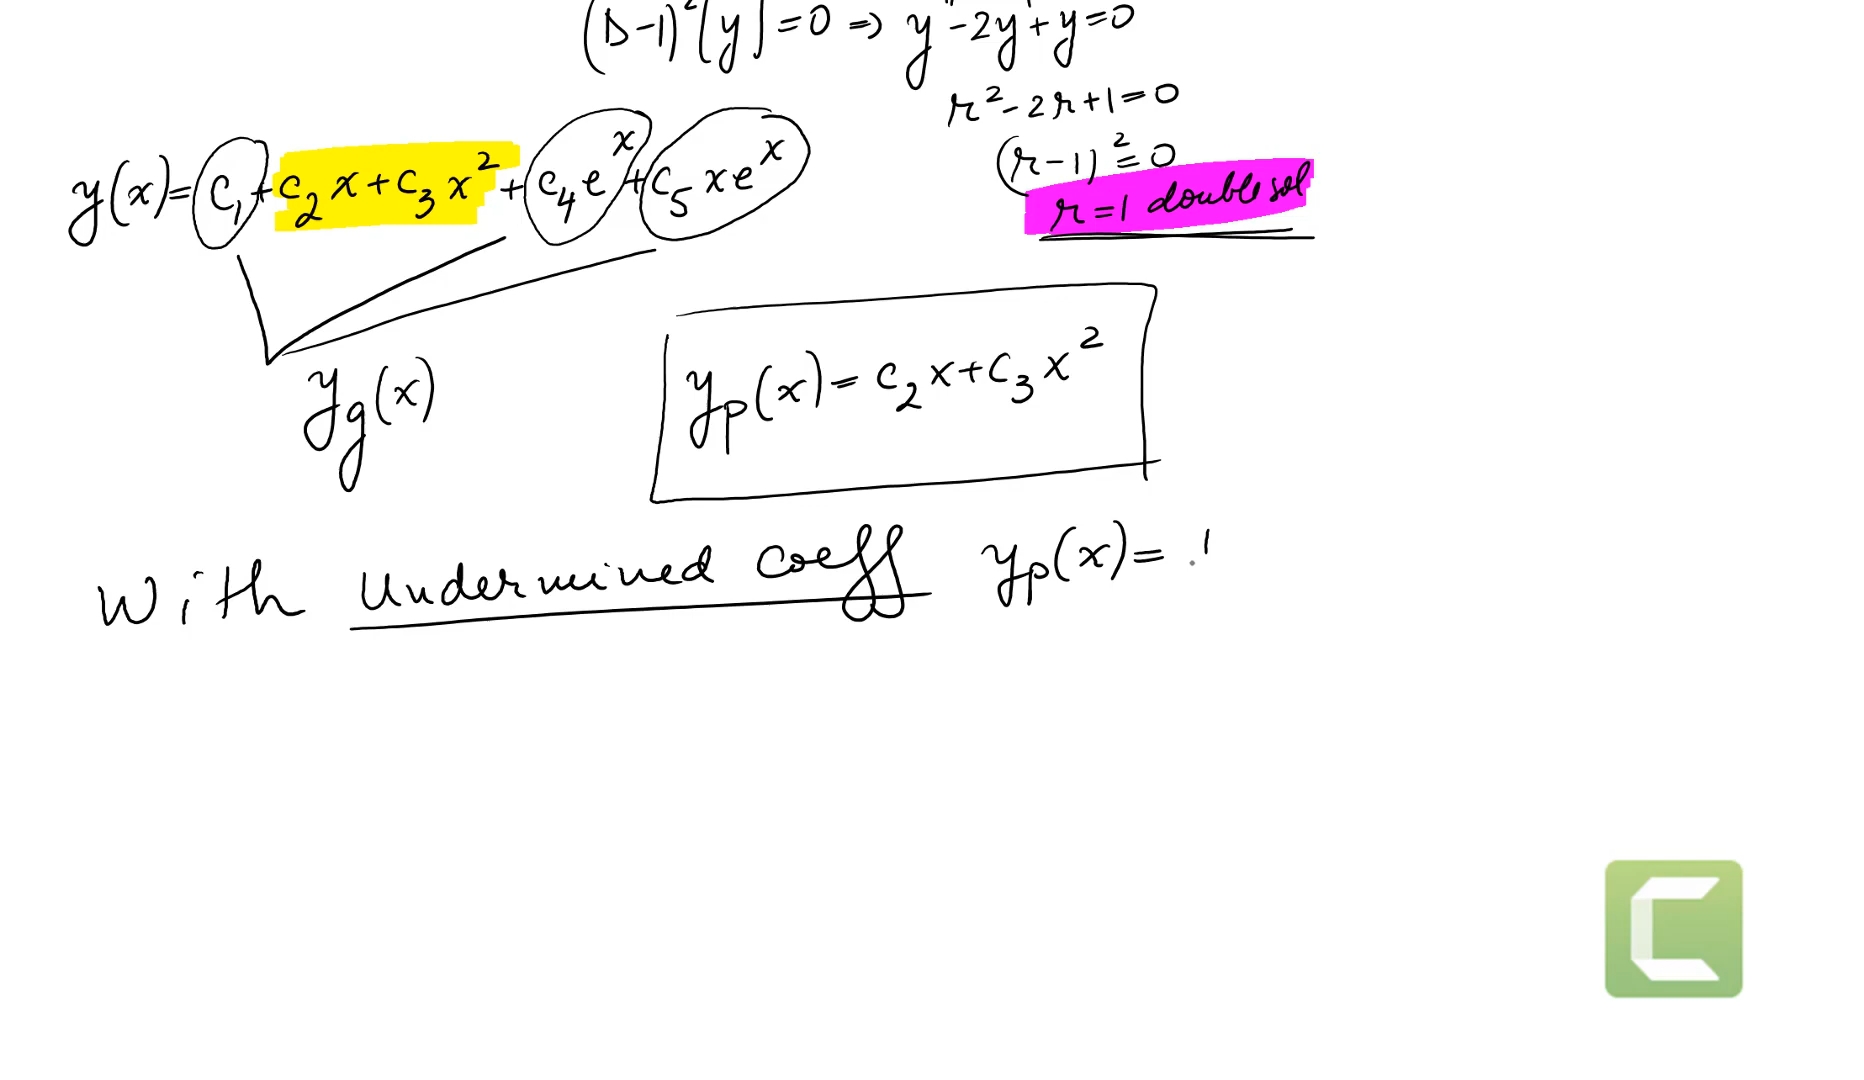 (D-1)²[y]=0 ⇒ y''-2y'+y=0
r²-2r+1=0
(r-1)²=0
y(x)=c₁+c₂x+c₃x²+c₄eˣ+c₅xeˣ
r=1 double sol
y_g(x)
y_p(x)=c₂x+c₃x²
With Undermined coeff y_p(x)=